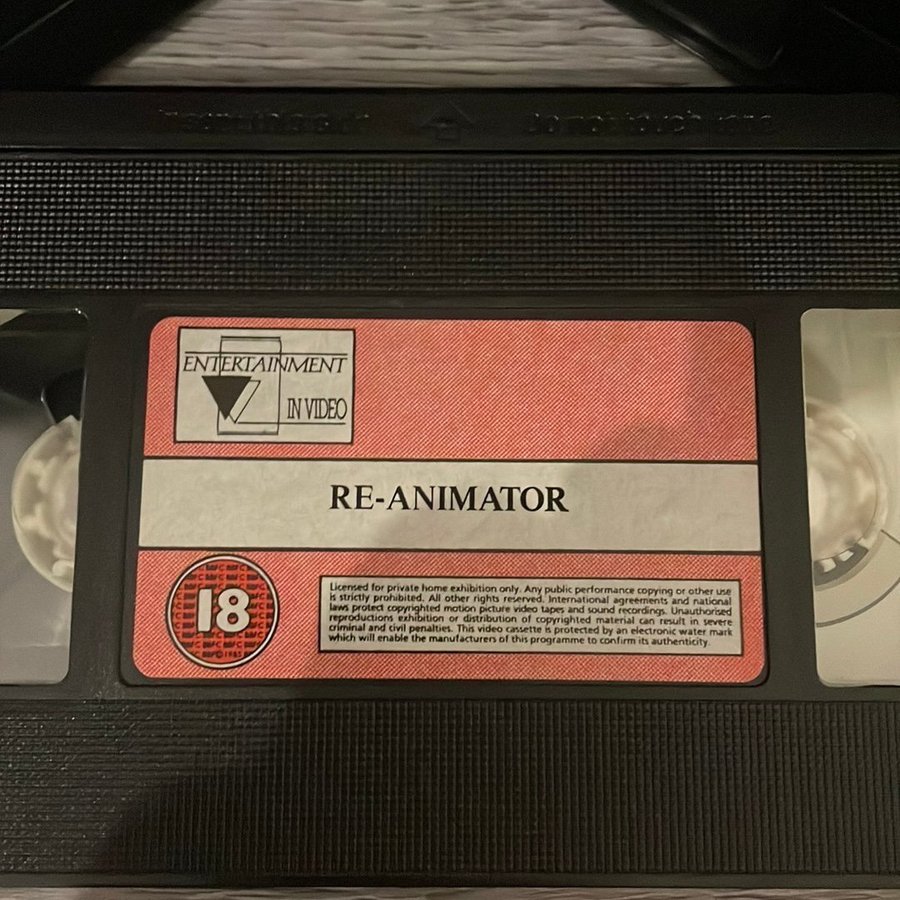 ENTERTAINMENT
IN VIDEO
RE-ANIMATOR
18
© 1985
Licensed for private home exhibition only. Any public performance copying or other use
is strictly prohibited. All other rights reserved. International agreements and national
laws protect copyrighted motion picture video tapes and sound recordings. Unauthorised
reproductions exhibition or distribution of copyrighted material can result in severe
criminal and civil penalties. This video cassette is protected by an electronic water mark
which will enable the manufacturers of this programme to confirm its authenticity.